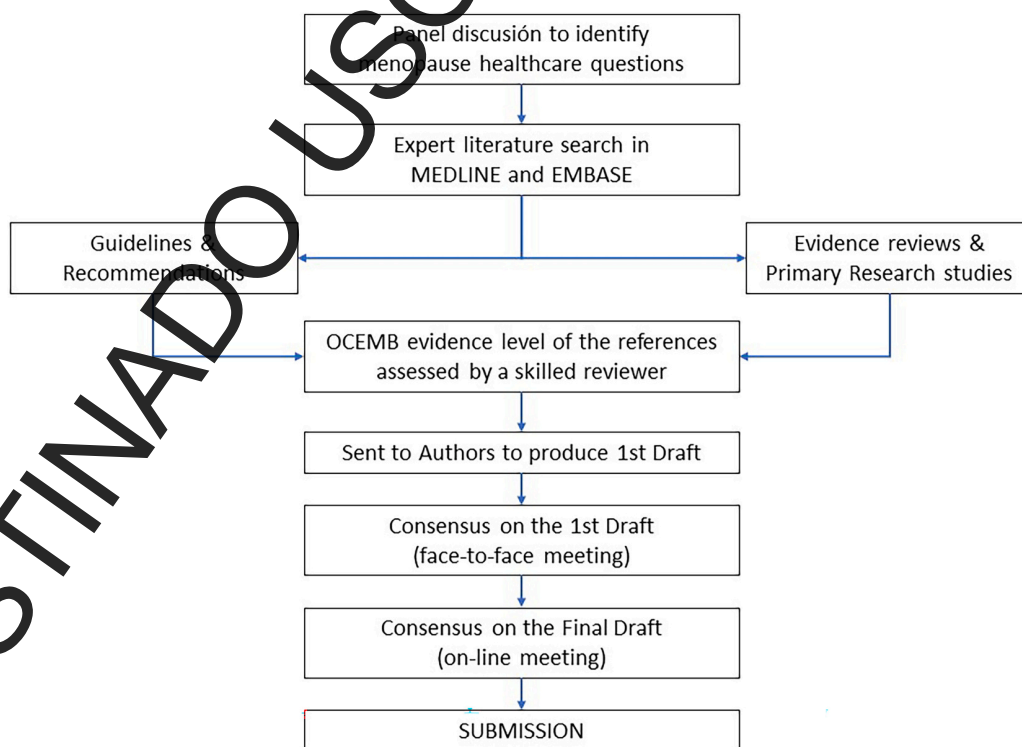 Panel discusión to identify
menopause healthcare questions
Expert literature search in
MEDLINE and EMBASE
Guidelines &
Recommendations
Evidence reviews &
Primary Research studies
OCEMB evidence level of the references
assessed by a skilled reviewer
Sent to Authors to produce 1st Draft
Consensus on the 1st Draft
(face-to-face meeting)
Consensus on the Final Draft
(on-line meeting)
SUBMISSION
STINADO USO